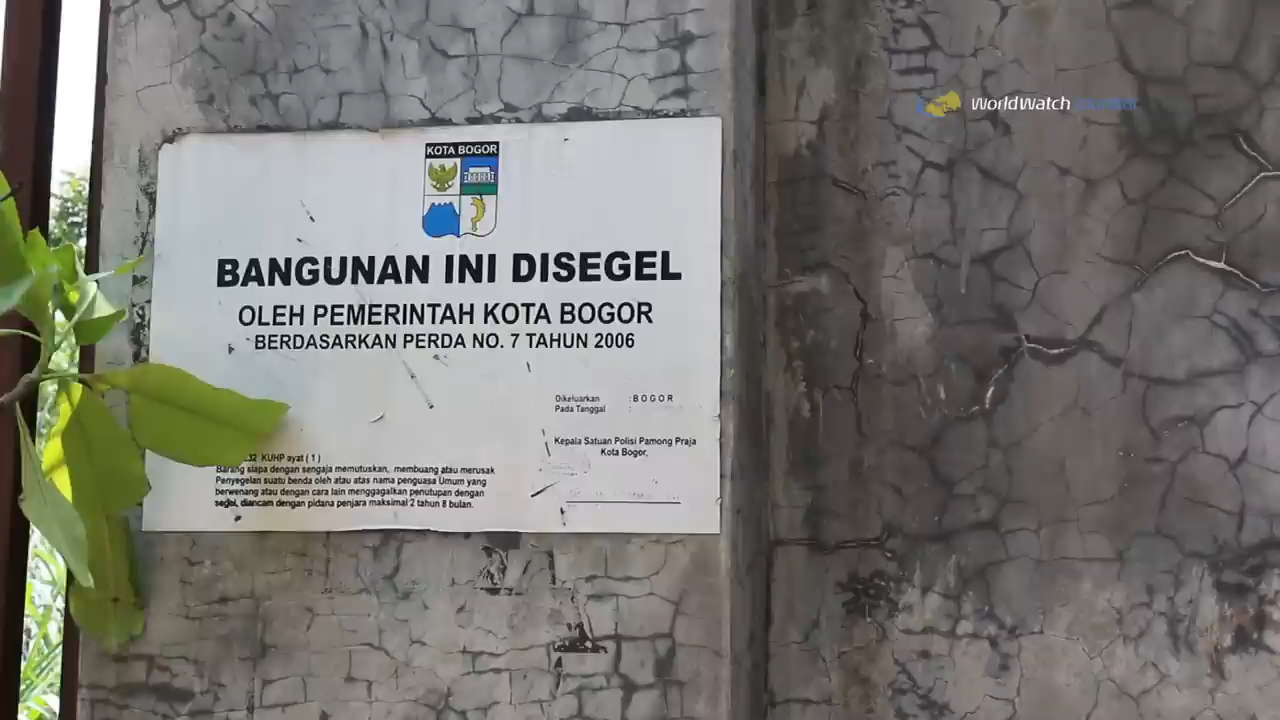 WorldWatch Monitor
KOTA BOGOR
BANGUNAN INI DISEGEL
OLEH PEMERINTAH KOTA BOGOR
BERDASARKAN PERDA NO. 7 TAHUN 2006
Dikeluarkan : BOGOR
Pada Tanggal :
Kepala Satuan Polisi Pamong Praja
Kota Bogor,
32 KUHP ayat ( 1 )
Barang siapa dengan sengaja memutuskan, membuang atau merusak
Penyegelan suatu benda oleh atau atas nama penguasa Umum yang
berwenang atau dengan cara lain menggagalkan penutupan dengan
segel, diancam dengan pidana penjara maksimal 2 tahun 8 bulan.